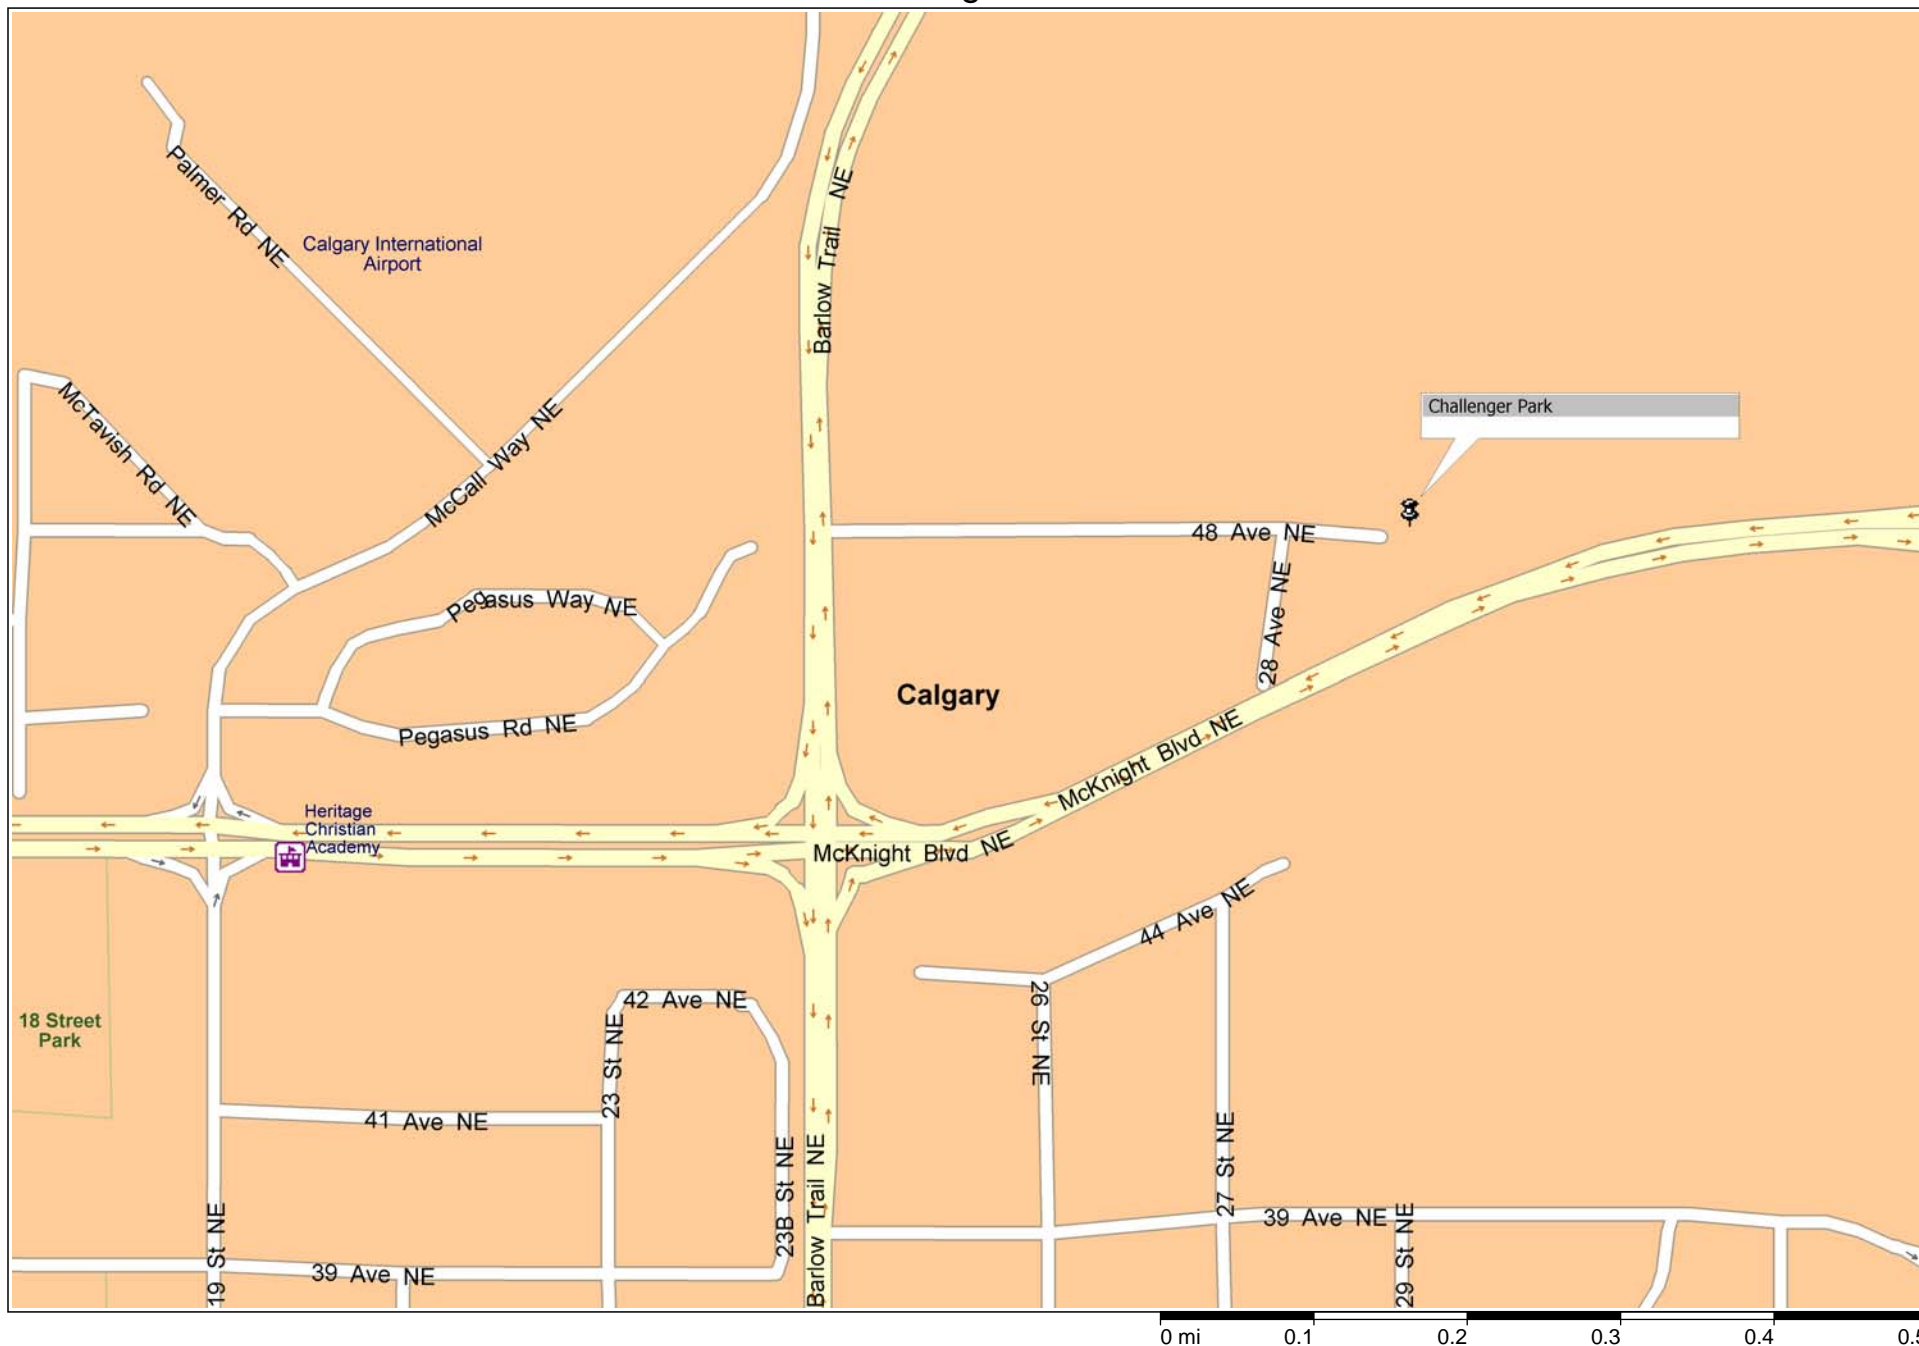 Palmer Rd NE
Calgary International
Airport
Barlow Trail NE
McTavish Rd NE
McCall Way NE
Challenger Park
48 Ave NE
28 Ave NE
Pegasus Way NE
Calgary
Pegasus Rd NE
McKnight Blvd NE
Heritage
Christian
Academy
McKnight Blvd NE
44 Ave NE
18 Street
Park
42 Ave NE
23 St NE
26 St NE
41 Ave NE
23B St NE
Barlow Trail NE
27 St NE
19 St NE
39 Ave NE
39 Ave NE
29 St NE
0 mi 0.1 0.2 0.3 0.4